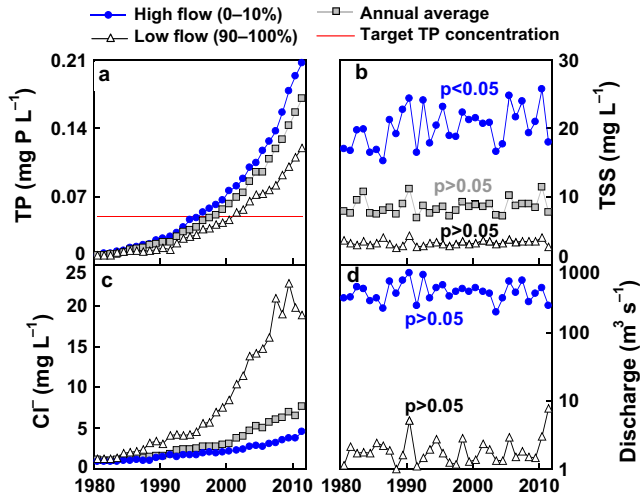 High flow (0–10%)
Annual average
Low flow (90–100%)
Target TP concentration
0.21
0.14
0.07
0.0
TP (mg P L⁻¹)
a
b
p<0.05
p>0.05
p>0.05
30
20
10
0
TSS (mg L⁻¹)
25
20
15
10
5
1
0
Cl⁻ (mg L⁻¹)
c
d
p>0.05
p>0.05
1000
100
10
1
Discharge (m³ s⁻¹)
1980
1990
2000
2010
1980
1990
2000
2010